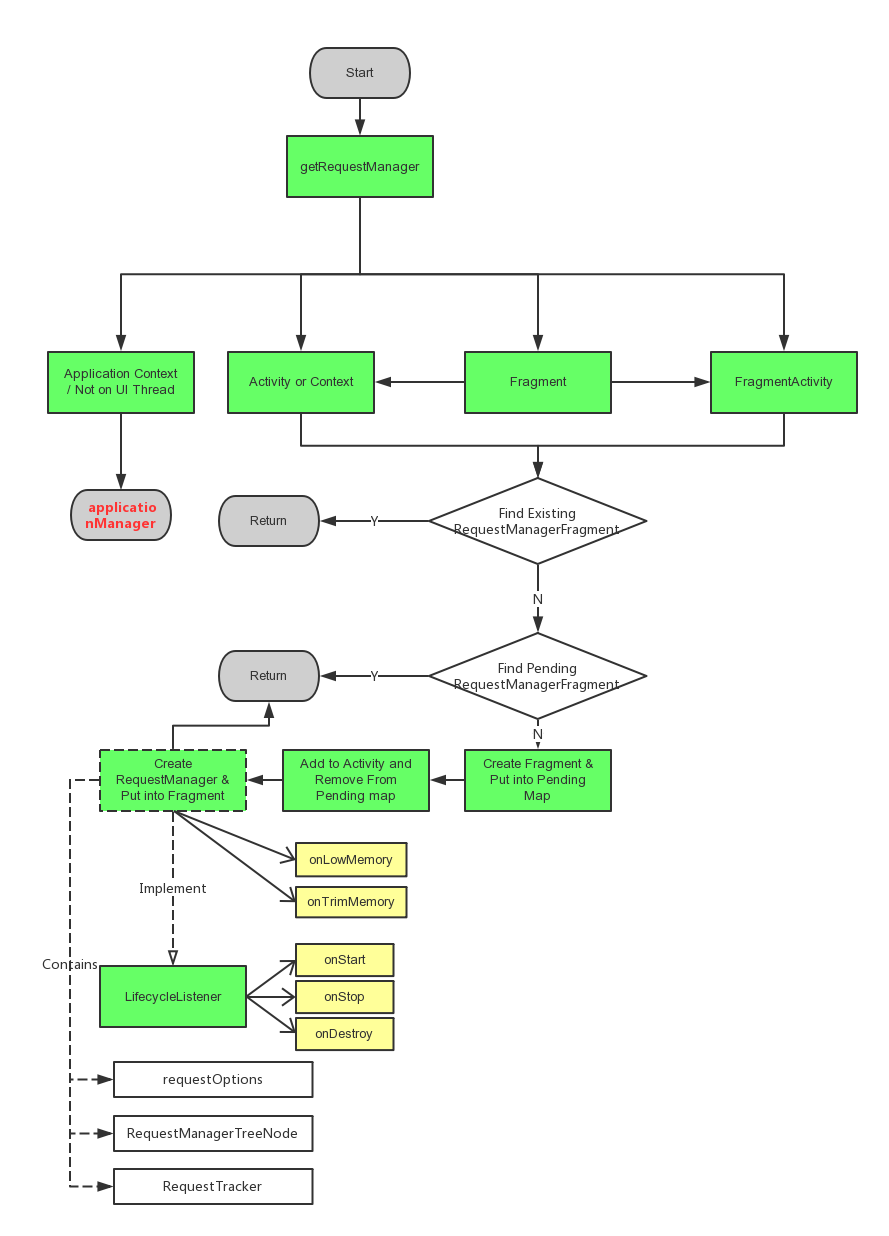 Start
getRequestManager
Application Context
/ Not on UI Thread
Activity or Context
Fragment
FragmentActivity
applicatio
nManager
Return
Y
Find Existing
RequestManagerFragment
N
Return
Y
Find Pending
RequestManagerFragment
N
Create
RequestManager &
Put into Fragment
Add to Activity and
Remove From
Pending map
Create Fragment &
Put into Pending
Map
onLowMemory
Implement
onTrimMemory
Contains
LifecycleListener
onStart
onStop
onDestroy
requestOptions
RequestManagerTreeNode
RequestTracker